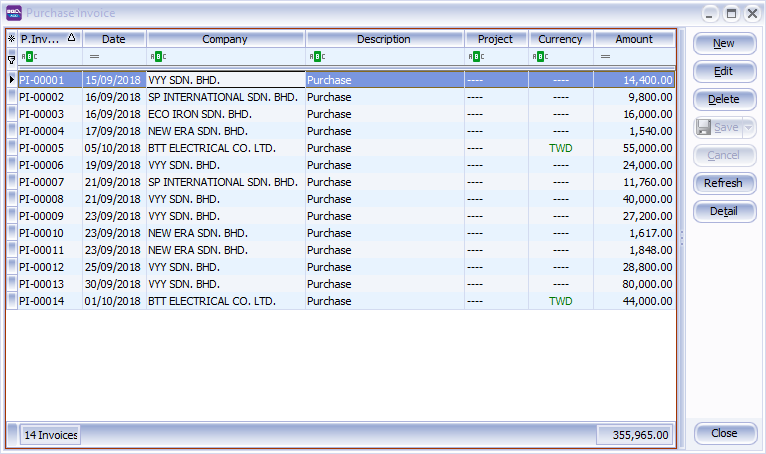 Purchase Invoice
P.Inv... Date Company Description Project Currency Amount
ABC = ABC ABC ABC ABC =
PI-00001 15/09/2018 VYY SDN. BHD. Purchase ---- ---- 14,400.00
PI-00002 16/09/2018 SP INTERNATIONAL SDN. BHD. Purchase ---- ---- 9,800.00
PI-00003 16/09/2018 ECO IRON SDN. BHD. Purchase ---- ---- 16,000.00
PI-00004 17/09/2018 NEW ERA SDN. BHD. Purchase ---- ---- 1,540.00
PI-00005 05/10/2018 BTT ELECTRICAL CO. LTD. Purchase ---- TWD 55,000.00
PI-00006 19/09/2018 VYY SDN. BHD. Purchase ---- ---- 24,000.00
PI-00007 21/09/2018 SP INTERNATIONAL SDN. BHD. Purchase ---- ---- 11,760.00
PI-00008 21/09/2018 VYY SDN. BHD. Purchase ---- ---- 40,000.00
PI-00009 23/09/2018 VYY SDN. BHD. Purchase ---- ---- 27,200.00
PI-00010 23/09/2018 NEW ERA SDN. BHD. Purchase ---- ---- 1,617.00
PI-00011 23/09/2018 NEW ERA SDN. BHD. Purchase ---- ---- 1,848.00
PI-00012 25/09/2018 VYY SDN. BHD. Purchase ---- ---- 28,800.00
PI-00013 30/09/2018 VYY SDN. BHD. Purchase ---- ---- 80,000.00
PI-00014 01/10/2018 BTT ELECTRICAL CO. LTD. Purchase ---- TWD 44,000.00
14 Invoices 355,965.00
New
Edit
Delete
Save
Cancel
Refresh
Detail
Close